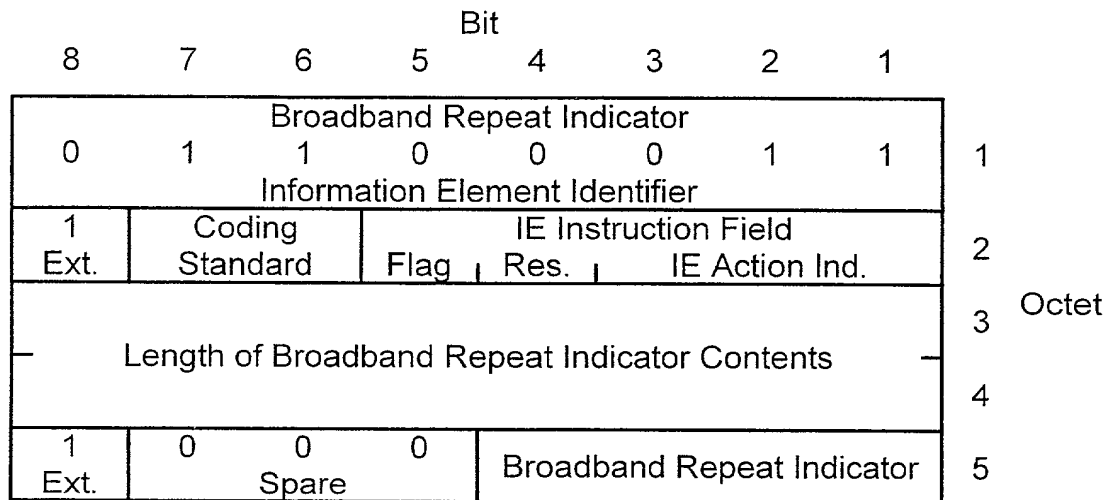 Bit
8 7 6 5 4 3 2 1
Broadband Repeat Indicator
0 1 1 0 0 0 1 1 1
Information Element Identifier
1 Coding IE Instruction Field
Ext. Standard Flag Res. IE Action Ind. 2
3 Octet
Length of Broadband Repeat Indicator Contents
4
1 0 0 0 Broadband Repeat Indicator 5
Ext. Spare